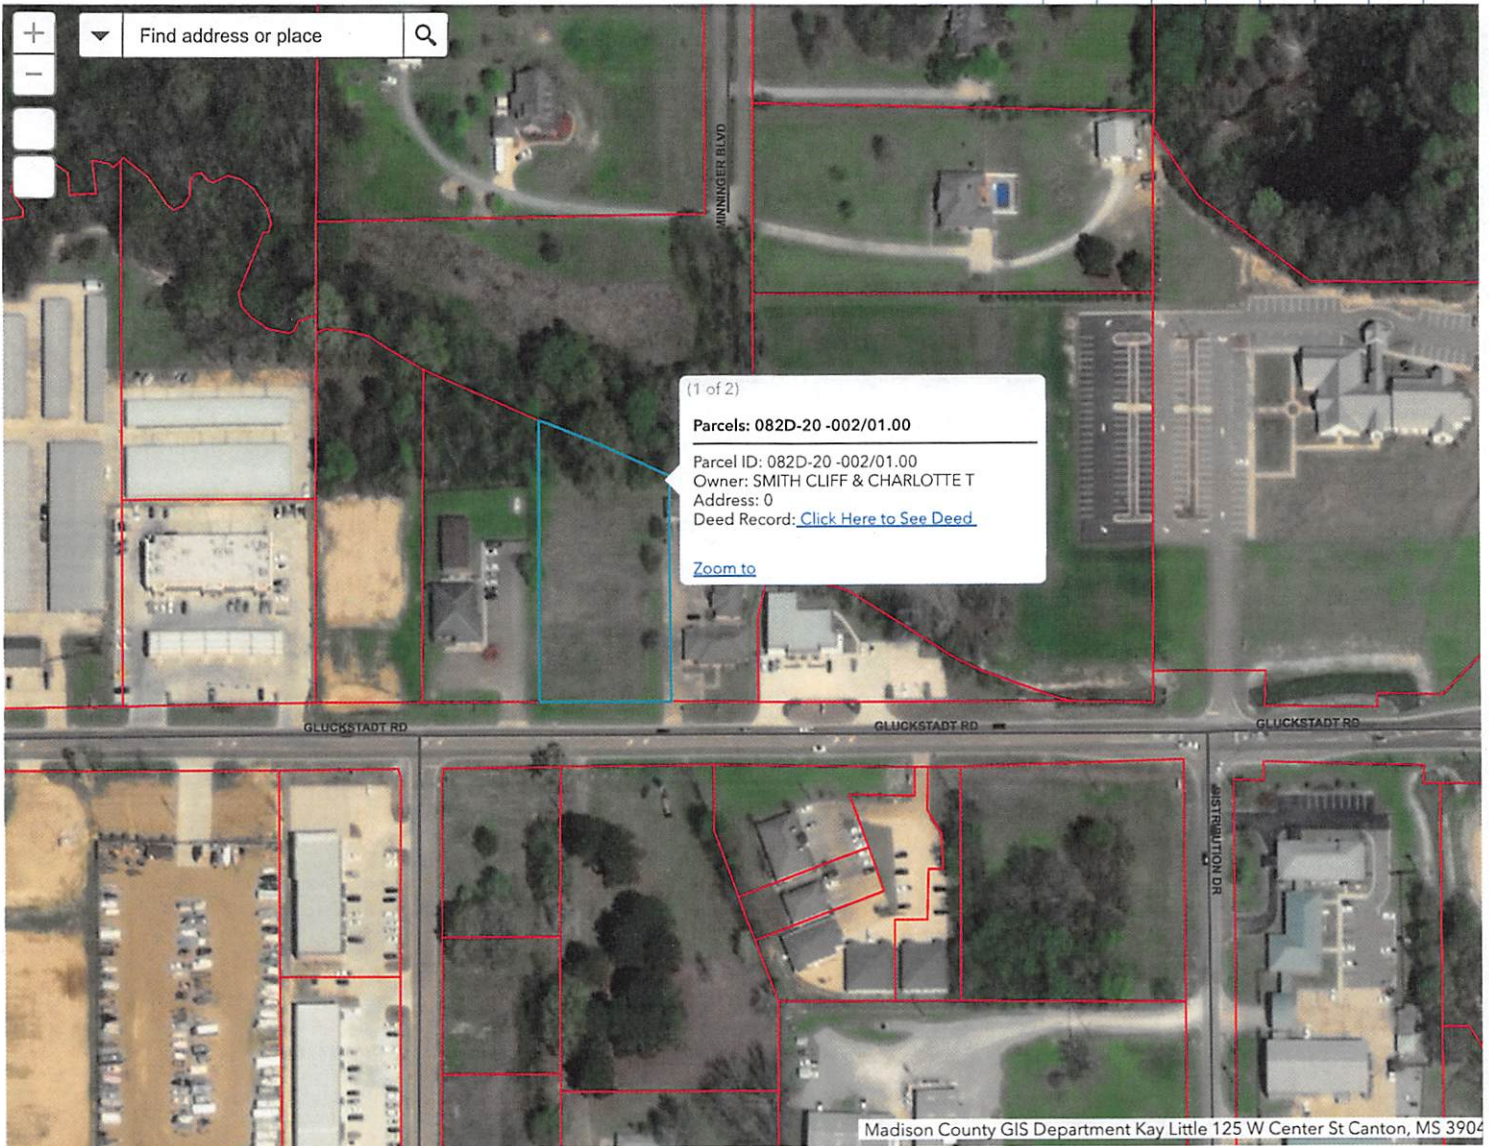 Find address or place
MINNINGER BLVD
(1 of 2)
Parcels: 082D-20 -002/01.00
Parcel ID: 082D-20 -002/01.00
Owner: SMITH CLIFF & CHARLOTTE T
Address: 0
Deed Record: Click Here to See Deed
Zoom to
GLUCKSTADT RD
GLUCKSTADT RD
GLUCKSTADT RD
DISTRIBUTION DR
Madison County GIS Department Kay Little 125 W Center St Canton, MS 3904